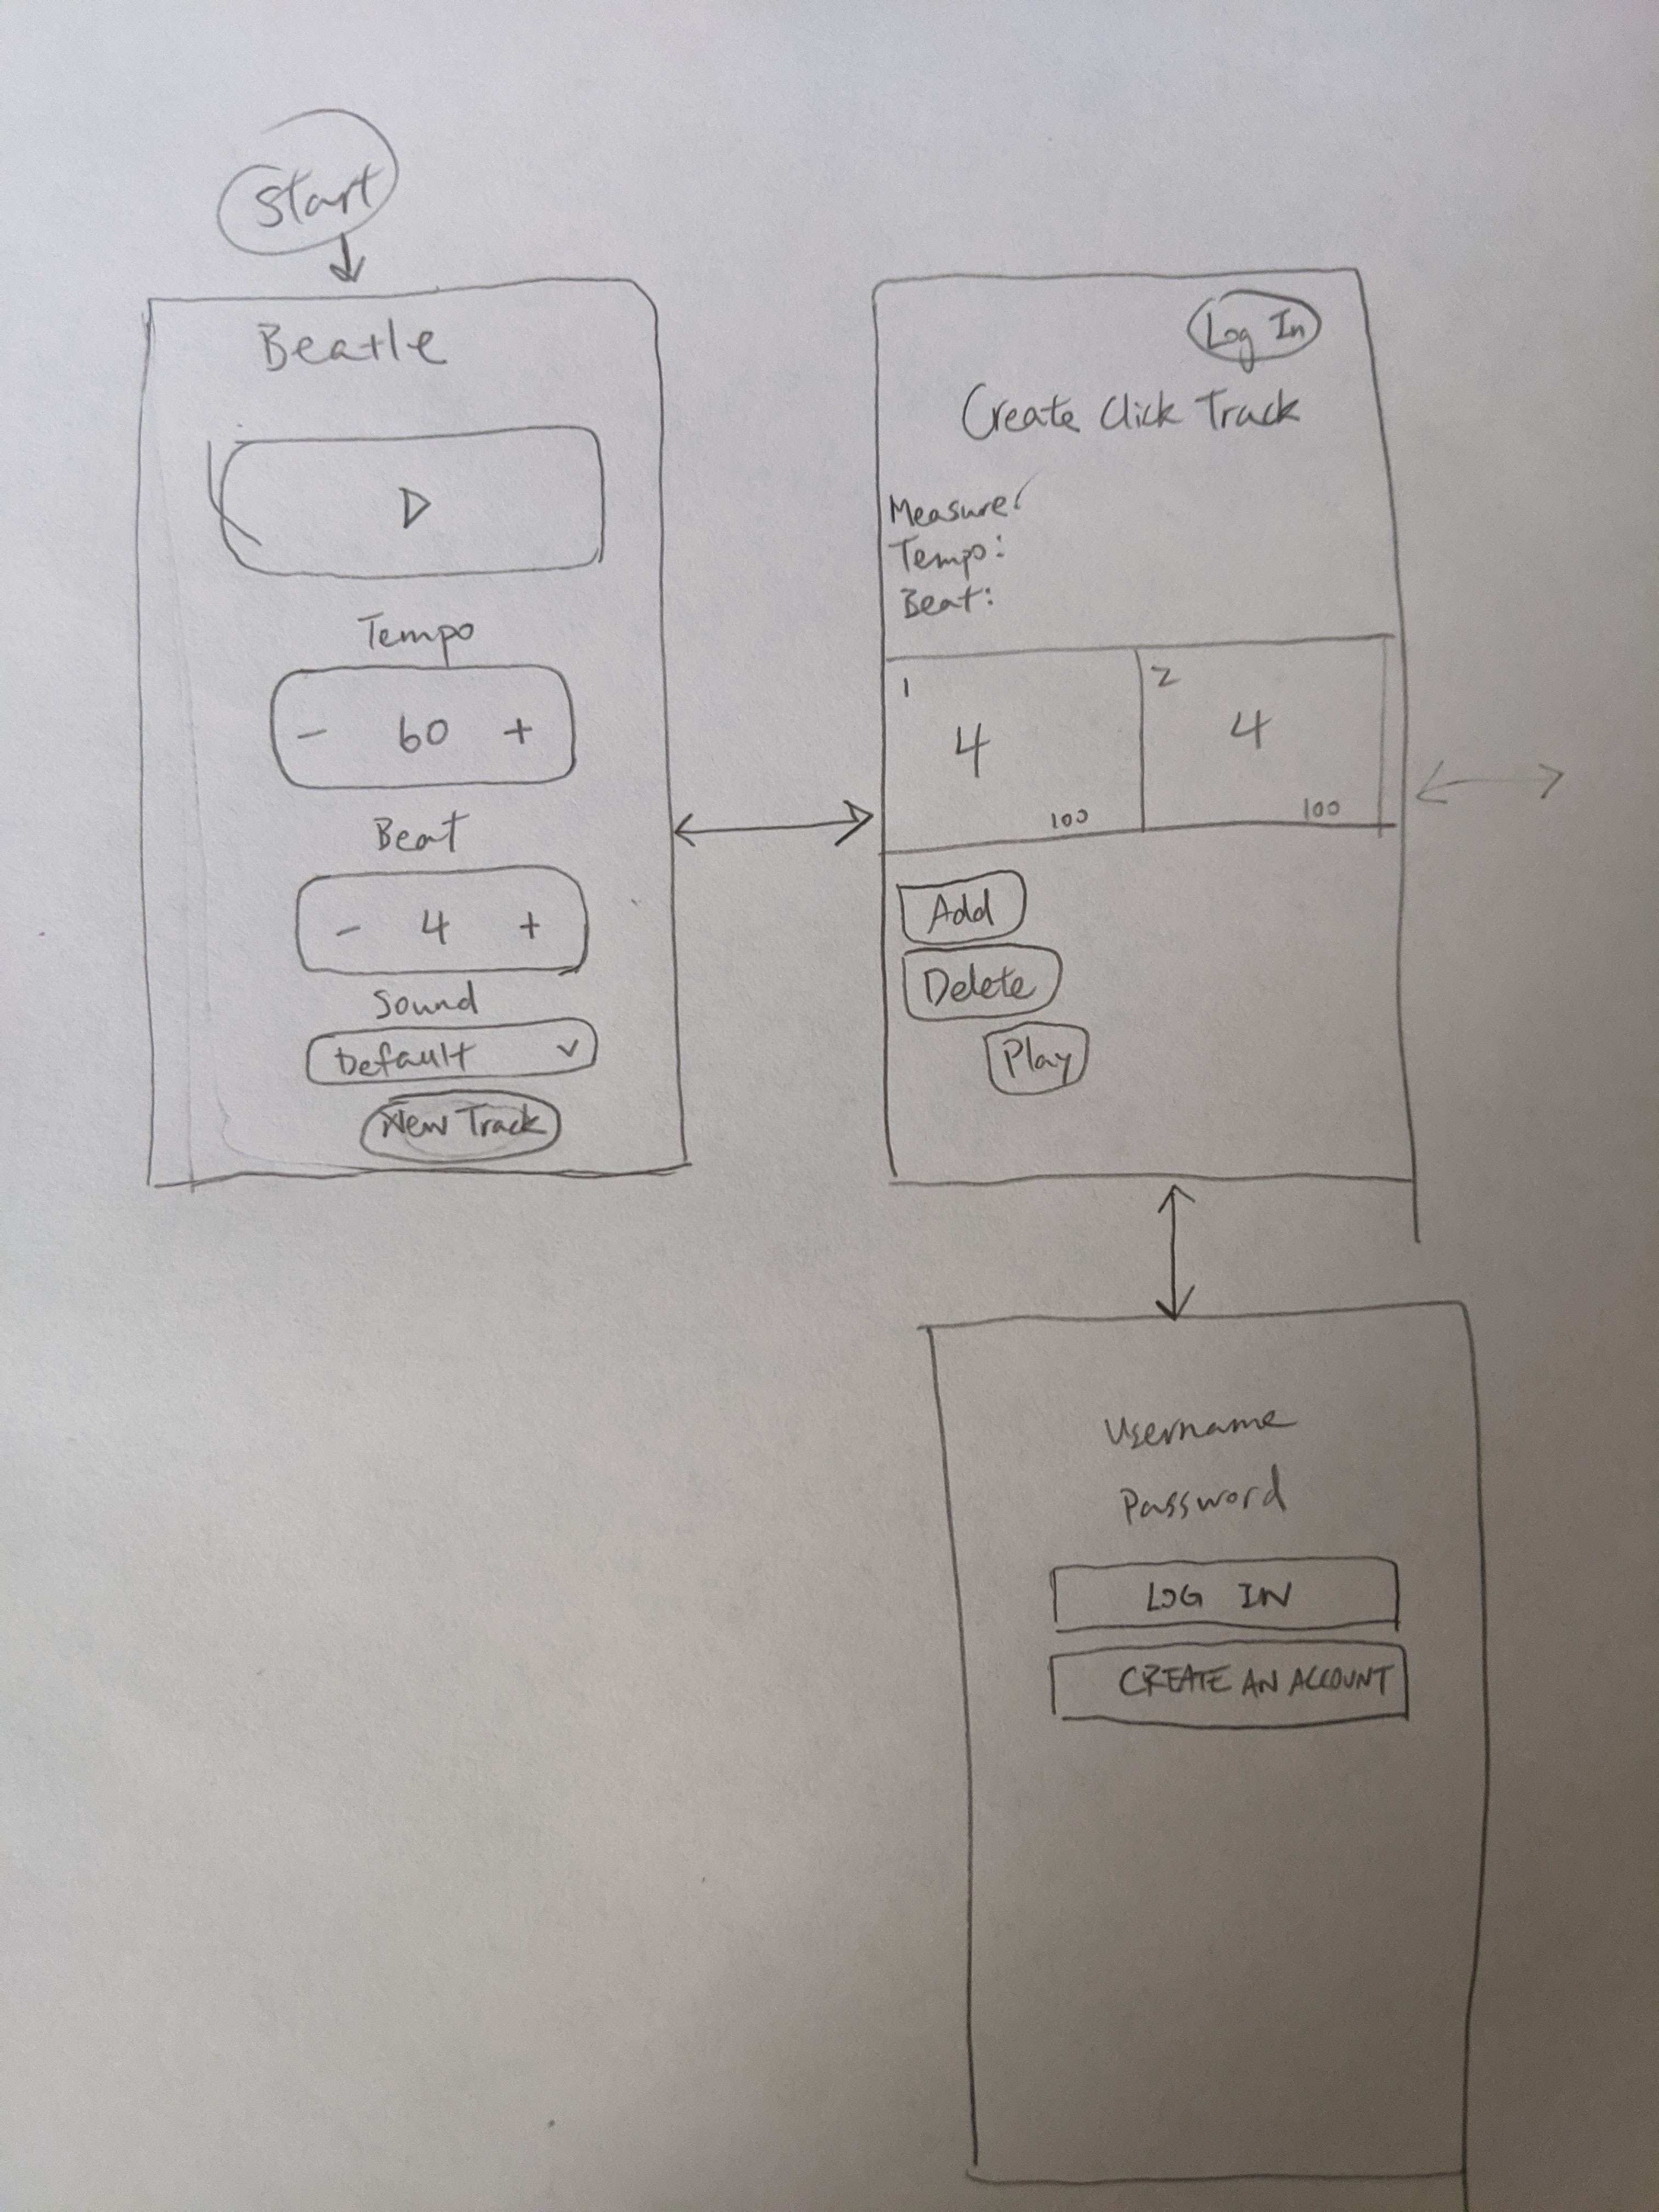 Start
Beatle
Tempo
- 60 +
Beat
- 4 +
Sound
Default
New Track
Log In
Create Click Track
Measure:
Tempo:
Beat:
1
4
100
2
4
100
Add
Delete
Play
Username
Password
LOG IN
CREATE AN ACCOUNT